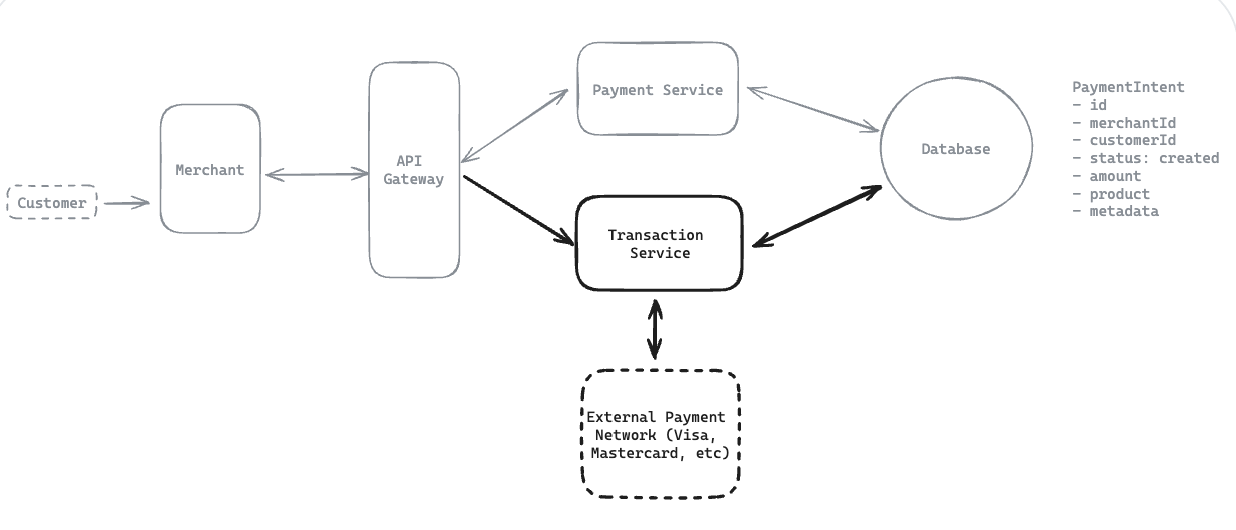 Customer
Merchant
API
Gateway
Payment Service
Transaction
Service
External Payment
Network (Visa,
Mastercard, etc)
Database
PaymentIntent
- id
- merchantId
- customerId
- status: created
- amount
- product
- metadata